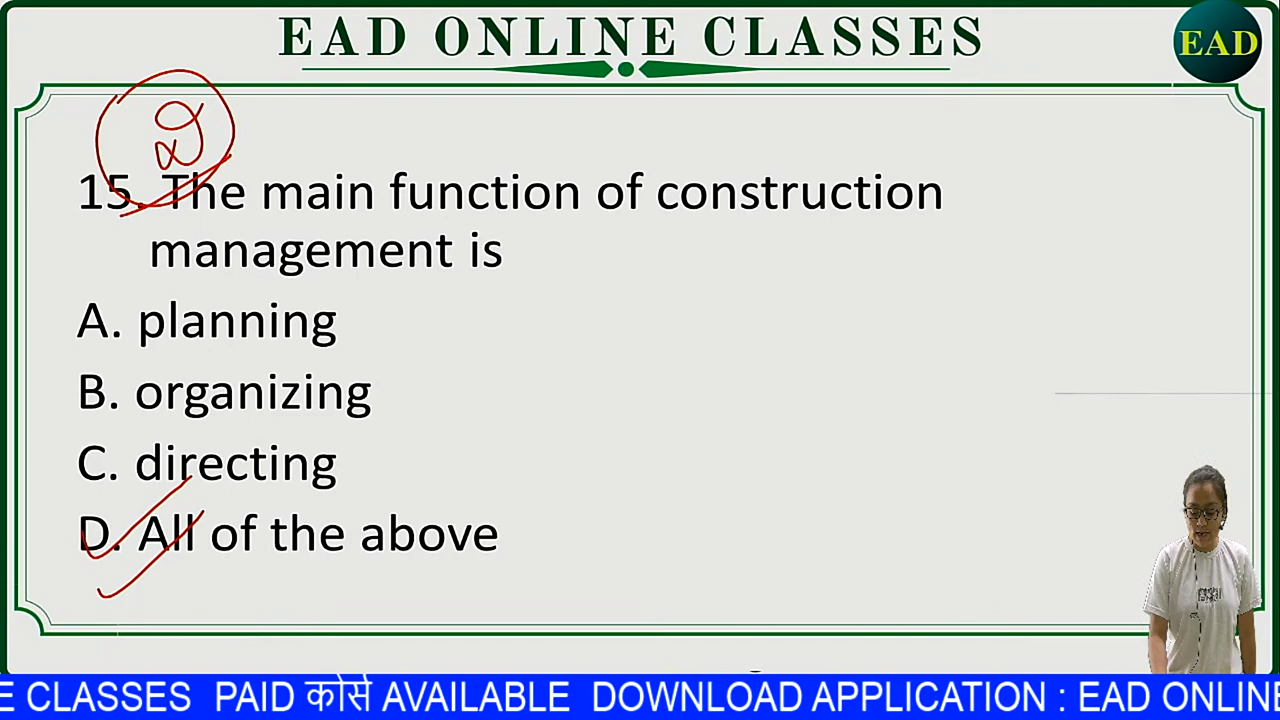 EAD ONLINE CLASSES
EAD
15. The main function of construction
management is
A. planning
B. organizing
C. directing
D. All of the above
E CLASSES PAID कोर्स AVAILABLE DOWNLOAD APPLICATION : EAD ONLINE